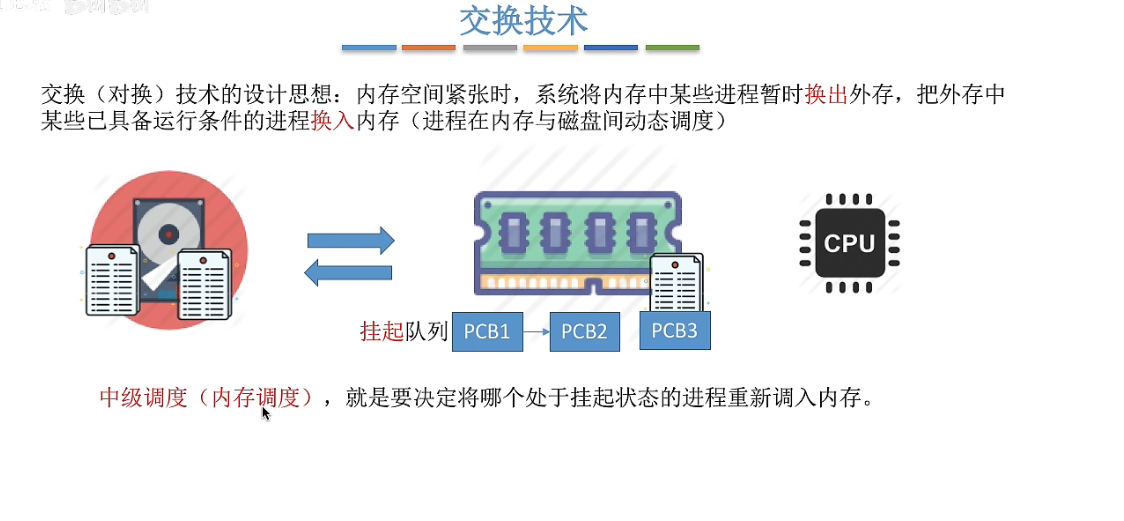 交换技术
交换（对换）技术的设计思想：内存空间紧张时，系统将内存中某些进程暂时换出外存，把外存中
某些已具备运行条件的进程换入内存（进程在内存与磁盘间动态调度）
CPU
挂起队列 PCB1 PCB2 PCB3
中级调度（内存调度），就是要决定将哪个处于挂起状态的进程重新调入内存。